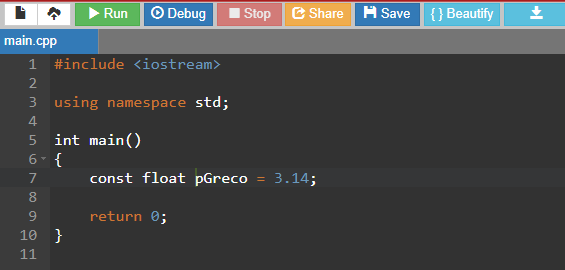 Run Debug Stop Share Save { } Beautify
main.cpp
1 #include <iostream>
2
3 using namespace std;
4
5 int main()
6 {
7     const float pGreco = 3.14;
8
9     return 0;
10 }
11